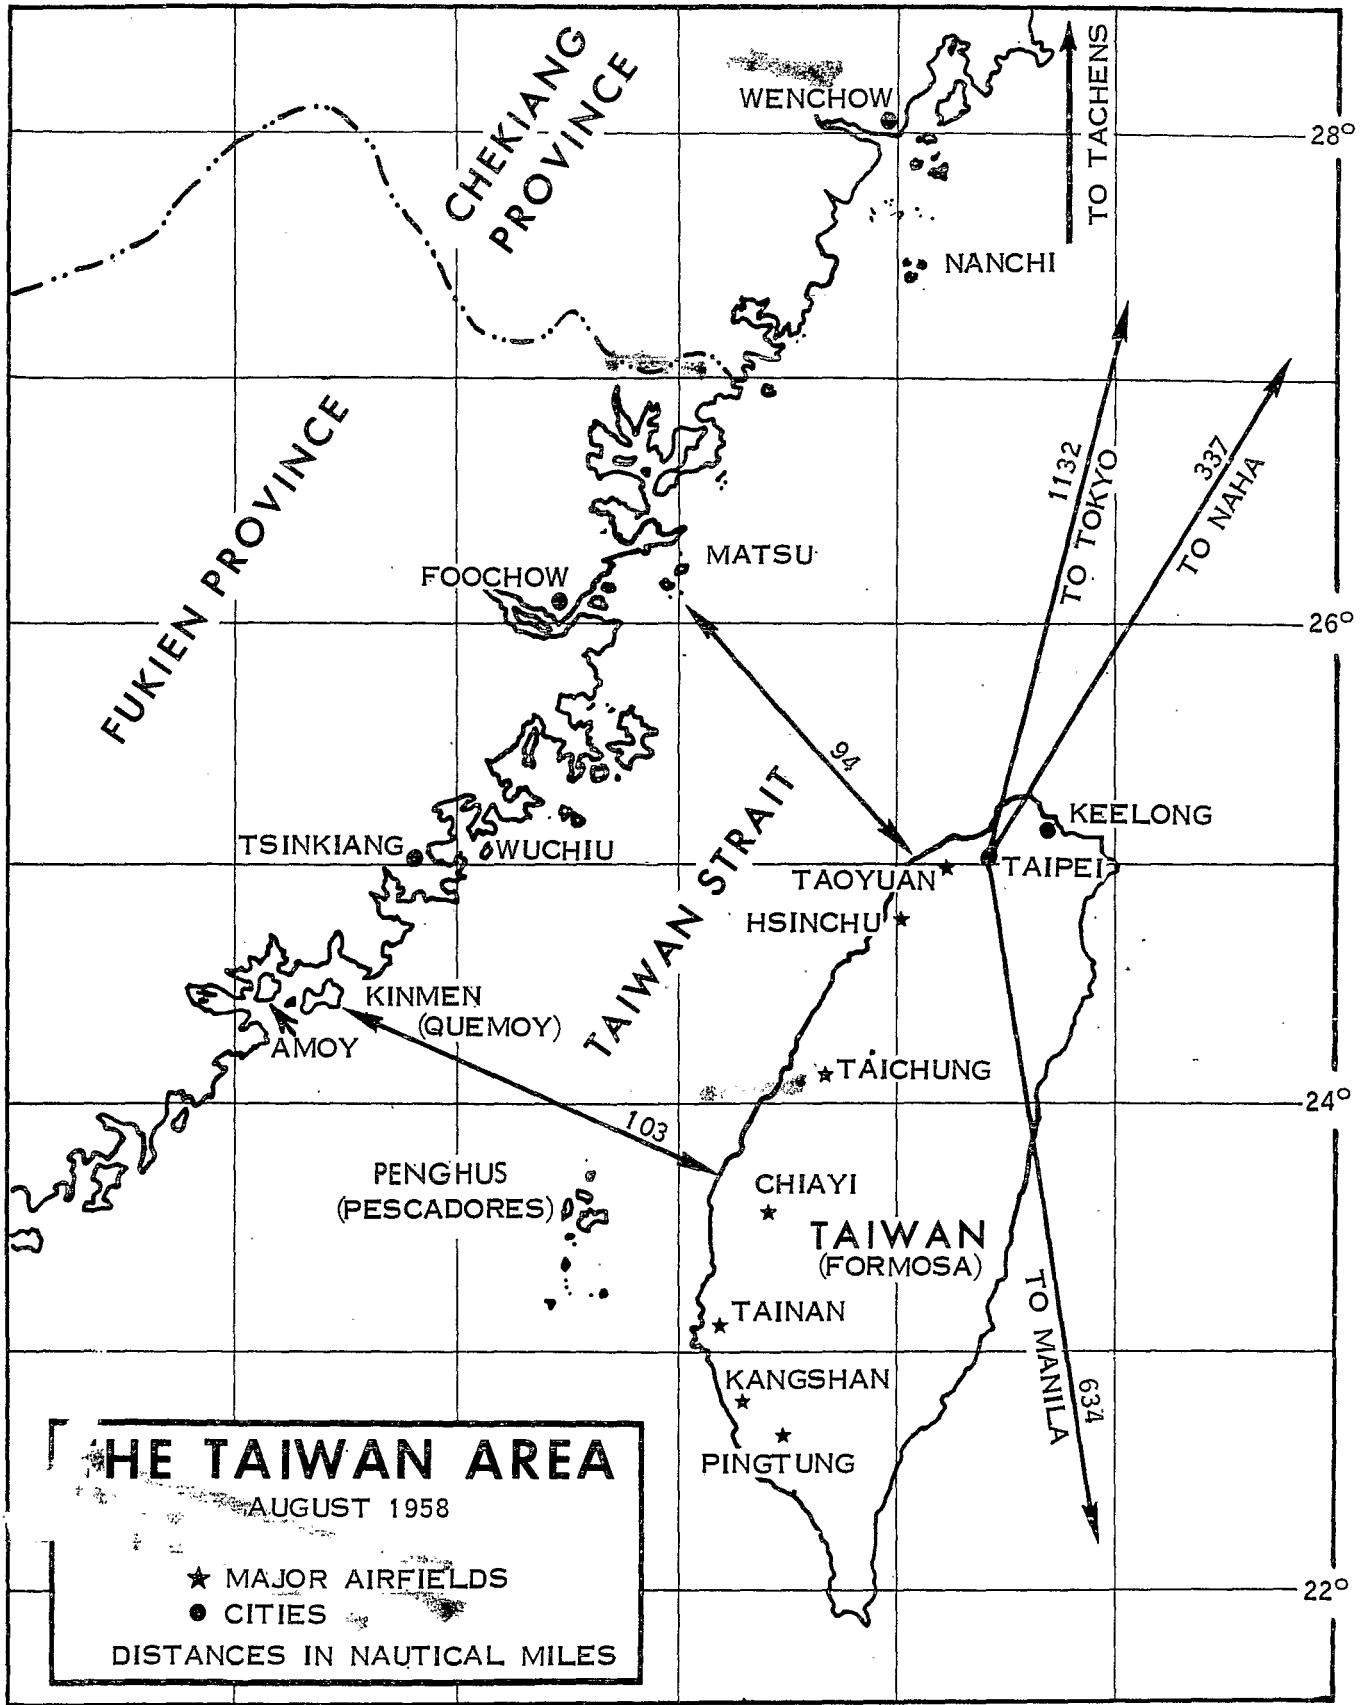 CHEKIANG
PROVINCE
WENCHOW
TO TACHENS
28°
NANCHI
FUKIEN PROVINCE
1132
TO TOKYO
337
TO NAHA
MATSU
FOOCHOW
26°
94
TAIWAN STRAIT
KEELONG
TSINKIANG
WUCHIU
TAIPEI
TAOYUAN
HSINCHU
KINMEN
(QUEMOY)
AMOY
TAICHUNG
24°
103
PENGHUS
(PESCADORES)
CHIAYI
TAIWAN
(FORMOSA)
TAINAN
TO MANILA
634
KANGSHAN
PINGTUNG
HE TAIWAN AREA
AUGUST 1958
MAJOR AIRFIELDS
CITIES
DISTANCES IN NAUTICAL MILES
22°